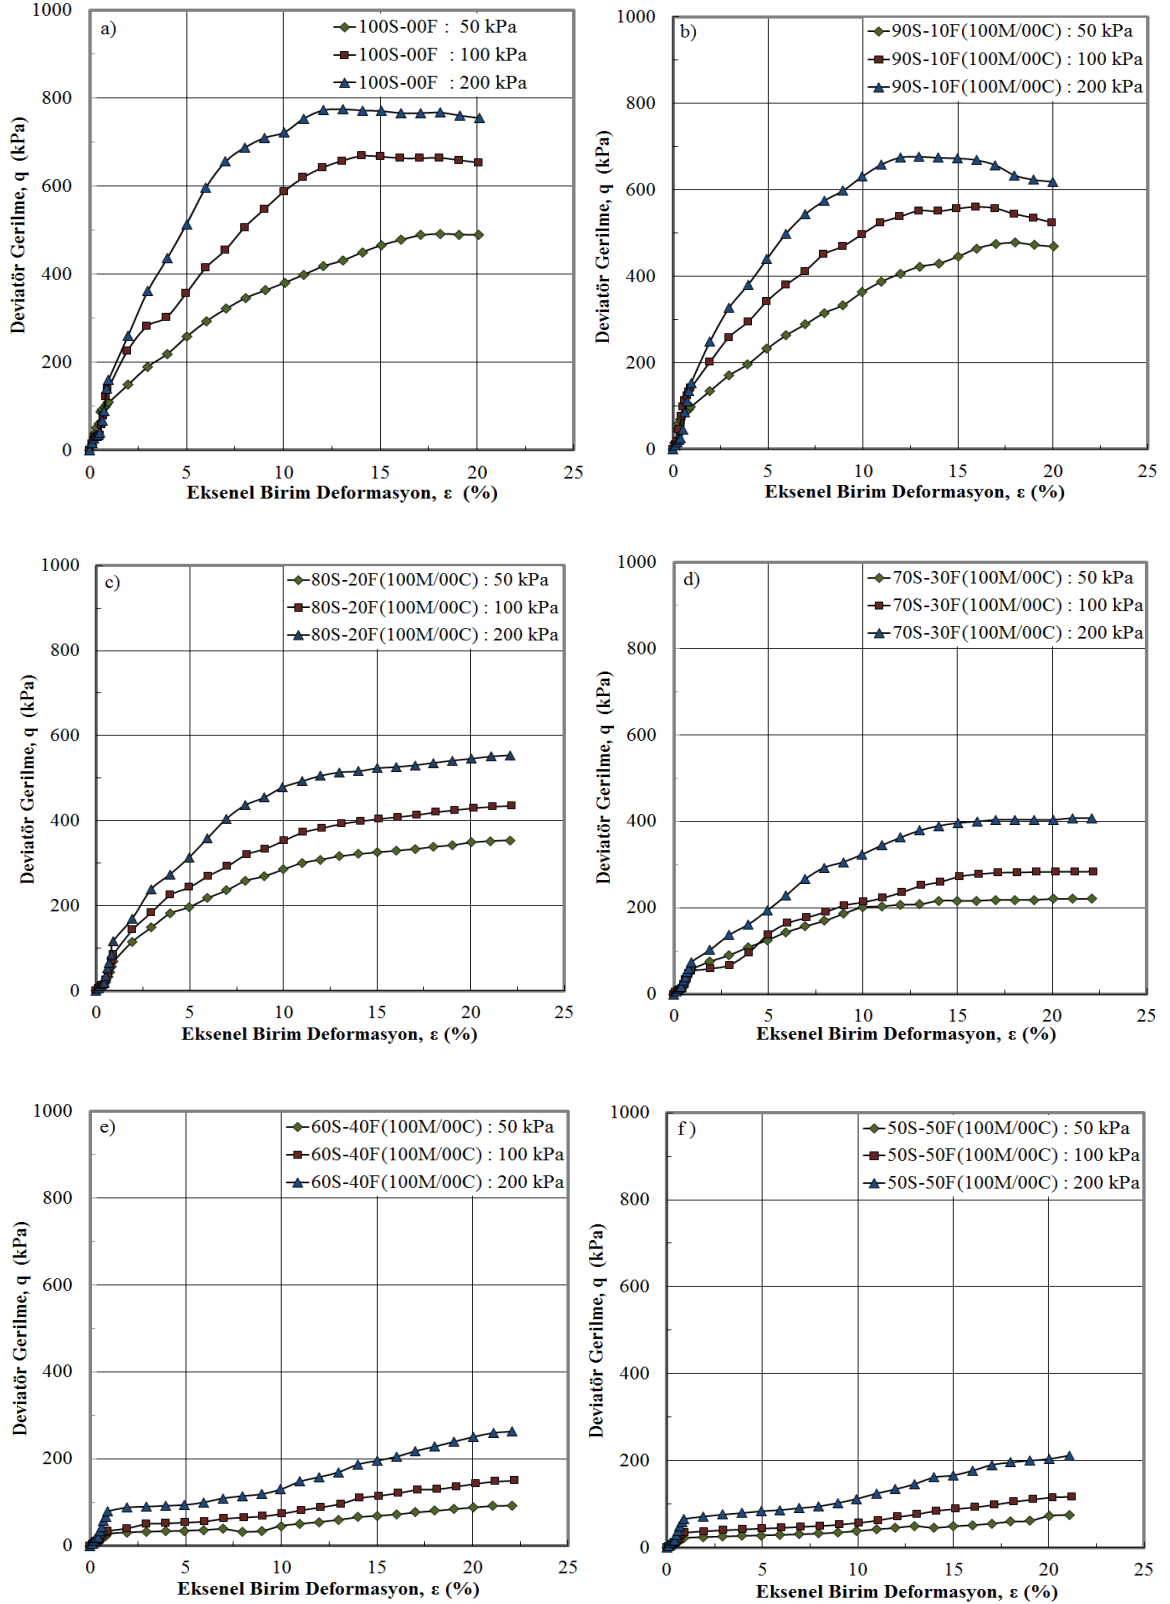 a)
100S-00F : 50 kPa
100S-00F : 100 kPa
100S-00F : 200 kPa
Deviatör Gerilme, q (kPa)
1000
800
600
400
200
0
0 5 10 15 20 25
Eksenel Birim Deformasyon, ε (%)
b)
90S-10F(100M/00C) : 50 kPa
90S-10F(100M/00C) : 100 kPa
90S-10F(100M/00C) : 200 kPa
Deviatör Gerilme, q (kPa)
1000
800
600
400
200
0
0 5 10 15 20 25
Eksenel Birim Deformasyon, ε (%)
c)
80S-20F(100M/00C) : 50 kPa
80S-20F(100M/00C) : 100 kPa
80S-20F(100M/00C) : 200 kPa
Deviatör Gerilme, q (kPa)
1000
800
600
400
200
0
0 5 10 15 20 25
Eksenel Birim Deformasyon, ε (%)
d)
70S-30F(100M/00C) : 50 kPa
70S-30F(100M/00C) : 100 kPa
70S-30F(100M/00C) : 200 kPa
Deviatör Gerilme, q (kPa)
1000
800
600
400
200
0
0 5 10 15 20 25
Eksenel Birim Deformasyon, ε (%)
e)
60S-40F(100M/00C) : 50 kPa
60S-40F(100M/00C) : 100 kPa
60S-40F(100M/00C) : 200 kPa
Deviatör Gerilme, q (kPa)
1000
800
600
400
200
0
0 5 10 15 20 25
Eksenel Birim Deformasyon, ε (%)
f )
50S-50F(100M/00C) : 50 kPa
50S-50F(100M/00C) : 100 kPa
50S-50F(100M/00C) : 200 kPa
Deviatör Gerilme, q (kPa)
1000
800
600
400
200
0
0 5 10 15 20 25
Eksenel Birim Deformasyon, ε (%)